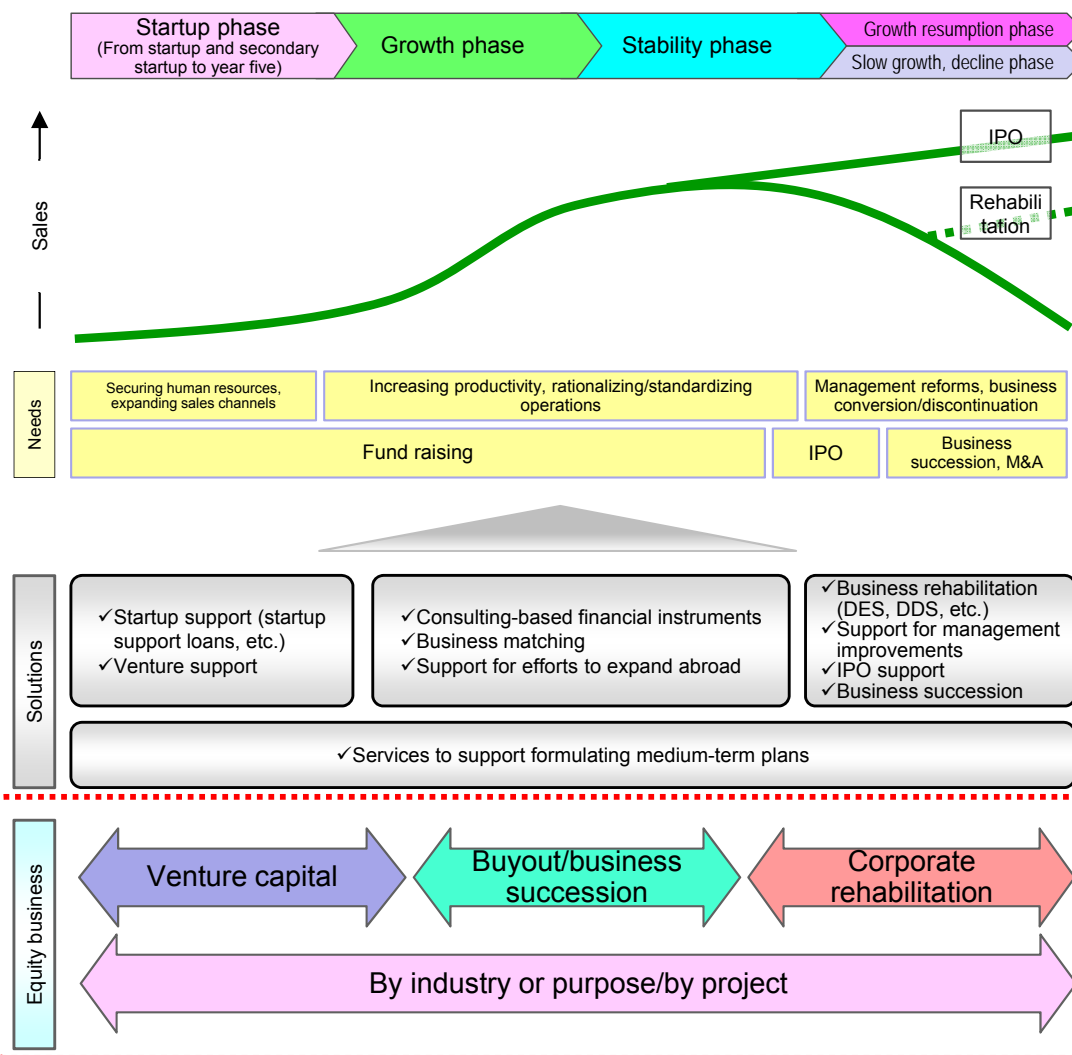 Startup phase
(From startup and secondary
startup to year five)
Growth phase
Stability phase
Growth resumption phase
Slow growth, decline phase
Sales
IPO
Rehabili
tation
Needs
Securing human resources,
expanding sales channels
Increasing productivity, rationalizing/standardizing
operations
Management reforms, business
conversion/discontinuation
Fund raising
IPO
Business
succession, M&A
Solutions
✓Startup support (startup
support loans, etc.)
✓Venture support
✓Consulting-based financial instruments
✓Business matching
✓Support for efforts to expand abroad
✓Business rehabilitation
(DES, DDS, etc.)
✓Support for management
improvements
✓IPO support
✓Business succession
✓Services to support formulating medium-term plans
Equity business
Venture capital
Buyout/business
succession
Corporate
rehabilitation
By industry or purpose/by project